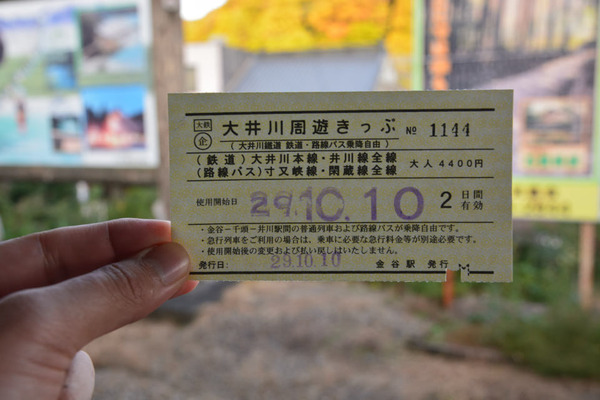 大鉄
企
大井川周遊きっぷ № 1144
(大井川鐵道 鉄道・路線バス乗降自由)
(鉄道)大井川本線・井川線全線
(路線バス)寸又峡線・閑蔵線全線
大人 4400円
使用開始日 29.10.10 2 日間有効
・金谷−千頭−井川駅間の普通列車および路線バスが乗降自由です。
・急行列車をご利用の場合は、乗車に必要な急行料金等が別途必要です。
・使用開始後の変更および払い戻しはいたしません。
発行日: 29.10.10 金谷駅 発行